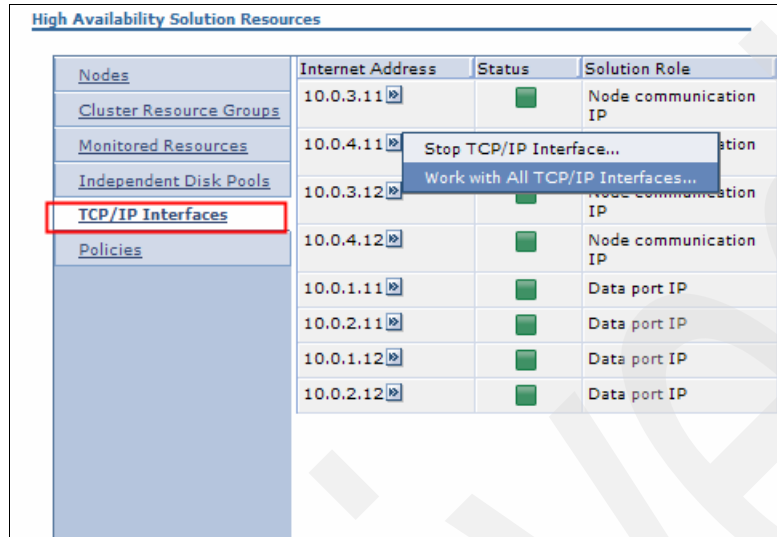 High Availability Solution Resources
Nodes
Cluster Resource Groups
Monitored Resources
Independent Disk Pools
TCP/IP Interfaces
Policies
Internet Address Status Solution Role
10.0.3.11 Node communication
IP
10.0.4.11
Stop TCP/IP Interface...
Work with All TCP/IP Interfaces...
10.0.3.12 Node communication
IP
10.0.4.12 Node communication
IP
10.0.1.11 Data port IP
10.0.2.11 Data port IP
10.0.1.12 Data port IP
10.0.2.12 Data port IP